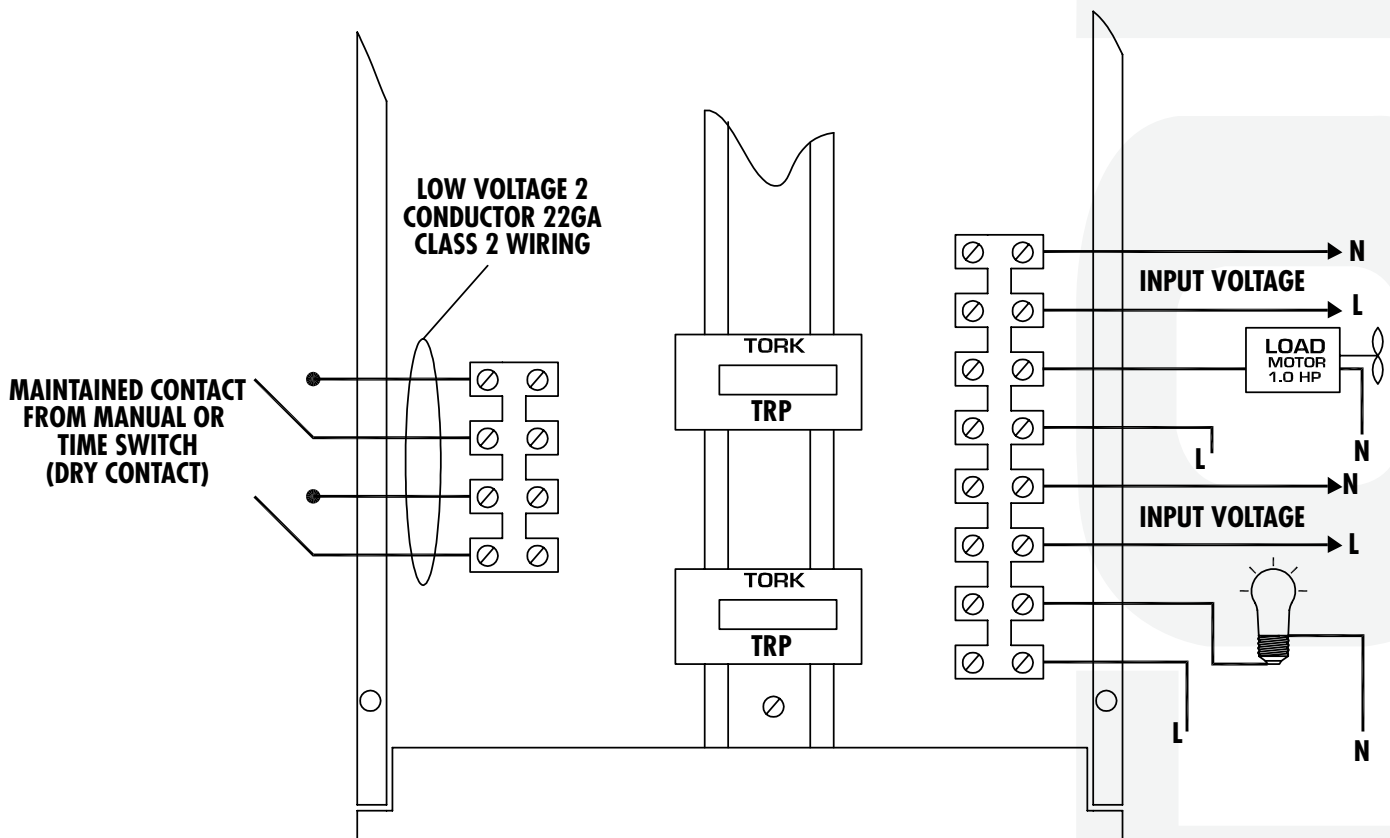 LOW VOLTAGE 2
CONDUCTOR 22GA
CLASS 2 WIRING
MAINTAINED CONTACT
FROM MANUAL OR
TIME SWITCH
(DRY CONTACT)
TORK
TRP
TORK
TRP
N
INPUT VOLTAGE
L
LOAD
MOTOR
1.0 HP
N
L
N
INPUT VOLTAGE
L
L
N